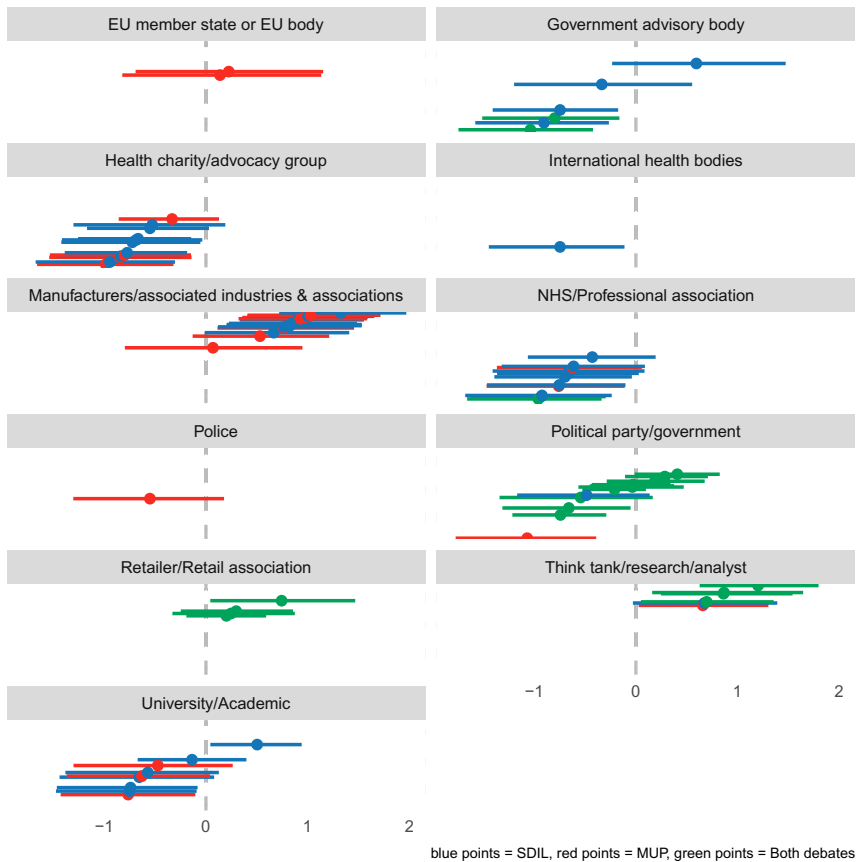 EU member state or EU body
Government advisory body
Health charity/advocacy group
International health bodies
Manufacturers/associated industries & associations
NHS/Professional association
Police
Political party/government
Retailer/Retail association
Think tank/research/analyst
−1 0 1 2
University/Academic
−1 0 1 2
blue points = SDIL, red points = MUP, green points = Both debates